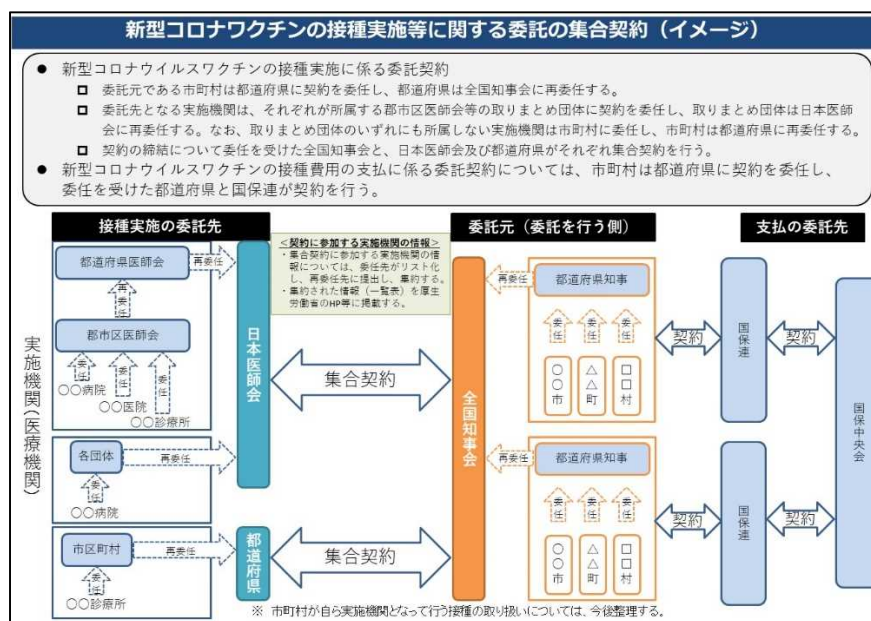 新型コロナワクチンの接種実施等に関する委託の集合契約（イメージ）
● 新型コロナウイルスワクチンの接種実施に係る委託契約
□ 委託元である市町村は都道府県に契約を委任し、都道府県は全国知事会に再委任する。
□ 委託先となる実施機関は、それぞれが所属する郡市区医師会等の取りまとめ団体に契約を委任し、取りまとめ団体は日本医師
会に再委任する。なお、取りまとめ団体のいずれにも所属しない実施機関は市町村に委任し、市町村は都道府県に再委任する。
□ 契約の締結について委任を受けた全国知事会と、日本医師会及び都道府県がそれぞれ集合契約を行う。
● 新型コロナウイルスワクチンの接種費用の支払に係る委託契約については、市町村は都道府県に契約を委任し、
委任を受けた都道府県と国保連が契約を行う。
接種実施の委託先
委託元（委託を行う側）
支払の委託先
実施機関（医療機関）
都道府県医師会
再委任
再委任
郡市区医師会
委任
委任
委任
〇〇病院
〇〇医院
〇〇診療所
各団体
再委任
委任
〇〇病院
市区町村
再委任
委任
〇〇診療所
日本医師会
都道府県
＜契約に参加する実施機関の情報＞
・集合契約に参加する実施機関の情
報については、委任先がリスト化
し、再委任先に提出し、集約する。
・集約された情報（一覧表）を厚生
労働省のHP等に掲載する。
集合契約
集合契約
全国知事会
再委任
都道府県知事
委任
委任
委任
〇〇市
△△町
□□村
契約
国保連
契約
再委任
都道府県知事
委任
委任
委任
〇〇市
△△町
□□村
契約
国保連
契約
国保中央会
※ 市町村が自ら実施機関となって行う接種の取り扱いについては、今後整理する。